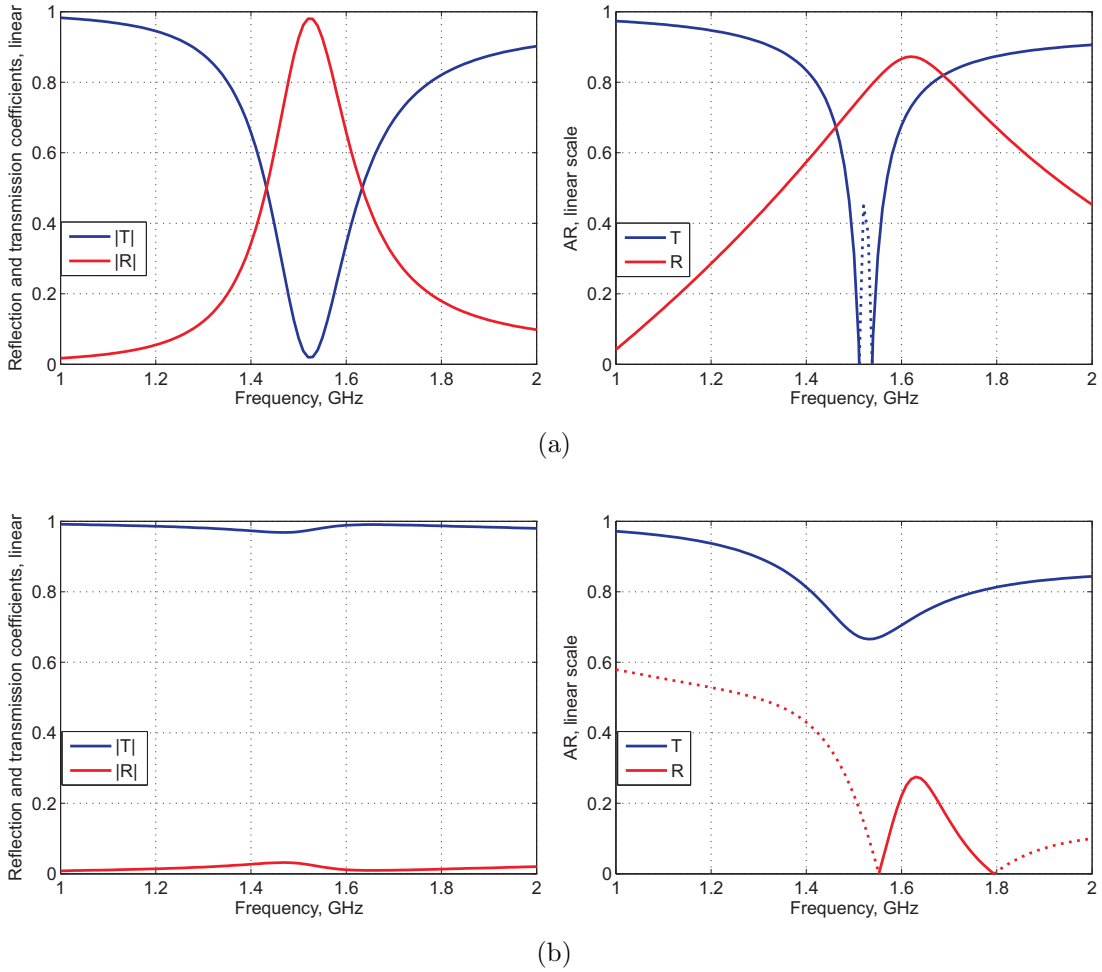 Reflection and transmission coefficients, linear
1
0.8
0.6
0.4
0.2
0
|T|
|R|
1 1.2 1.4 1.6 1.8 2
Frequency, GHz
AR, linear scale
1
0.8
0.6
0.4
0.2
0
T
R
1 1.2 1.4 1.6 1.8 2
Frequency, GHz
(a)
Reflection and transmission coefficients, linear
1
0.8
0.6
0.4
0.2
0
|T|
|R|
1 1.2 1.4 1.6 1.8 2
Frequency, GHz
AR, linear scale
1
0.8
0.6
0.4
0.2
0
T
R
1 1.2 1.4 1.6 1.8 2
Frequency, GHz
(b)